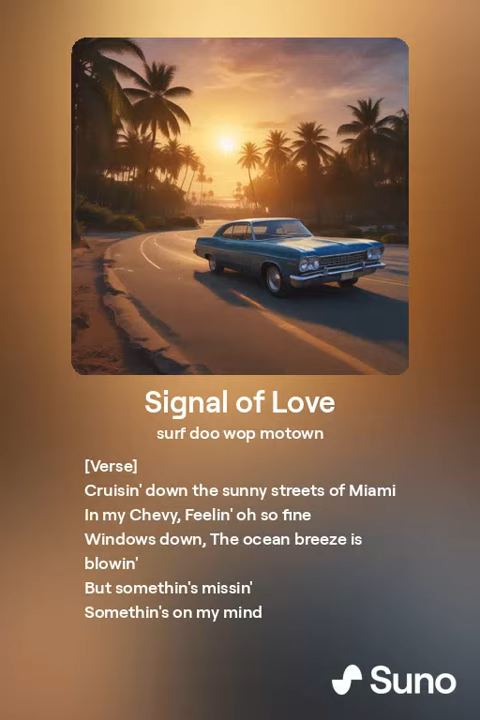 Signal of Love
surf doo wop motown
[Verse]
Cruisin' down the sunny streets of Miami
In my Chevy, Feelin' oh so fine
Windows down, The ocean breeze is
blowin'
But somethin's missin'
Somethin's on my mind
Suno